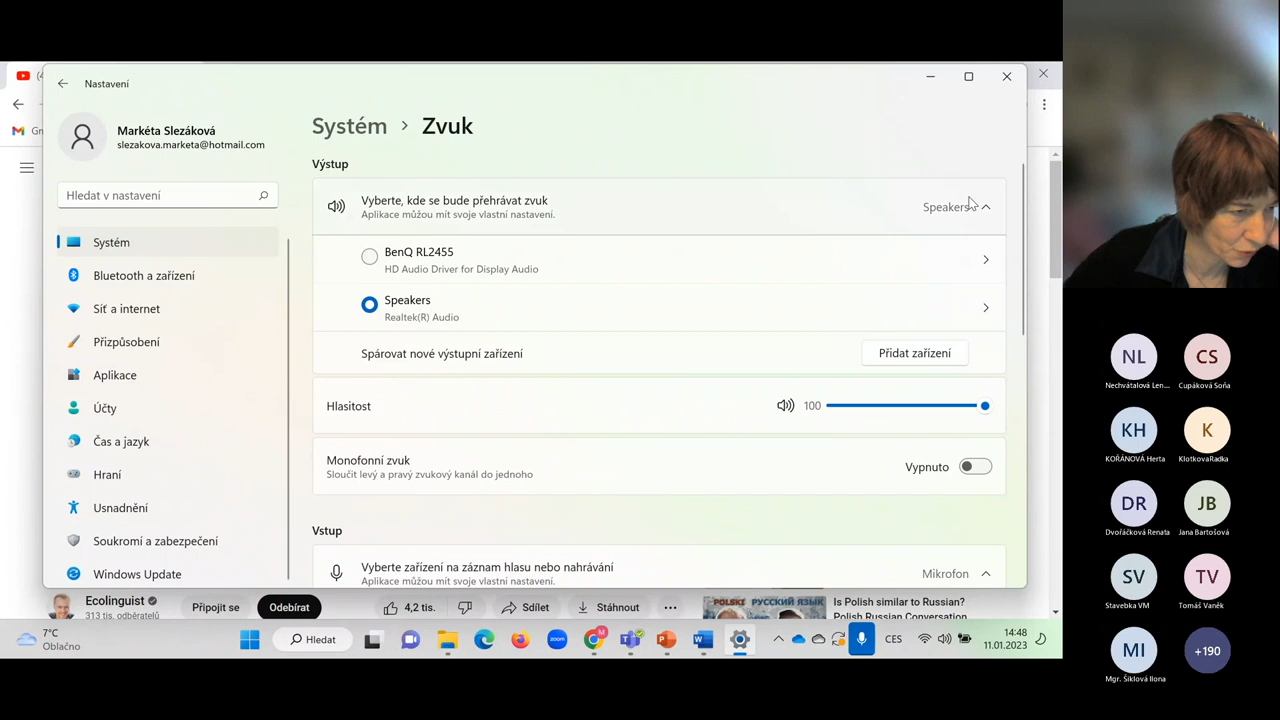 Nastavení
Markéta Slezáková
slezakova.marketa@hotmail.com
Hledat v nastavení
Systém
Bluetooth a zařízení
Síť a internet
Přizpůsobení
Aplikace
Účty
Čas a jazyk
Hraní
Usnadnění
Soukromí a zabezpečení
Windows Update
Systém > Zvuk
Výstup
Vyberte, kde se bude přehrávat zvuk
Aplikace můžou mít svoje vlastní nastavení.
Speakers
BenQ RL2455
HD Audio Driver for Display Audio
Speakers
Realtek(R) Audio
Spárovat nové výstupní zařízení
Přidat zařízení
Hlasitost
100
Monofonní zvuk
Sloučit levý a pravý zvukový kanál do jednoho
Vypnuto
Vstup
Vyberte zařízení na záznam hlasu nebo nahrávání
Aplikace můžou mít svoje vlastní nastavení.
Mikrofon
Ecolinguist
313 tis. odběratelů
Připojit se
Odebírat
4,2 tis.
Sdílet
Stáhnout
POLSKI
РУССКИЙ ЯЗЫК
Is Polish similar to Russian?
Polish Russian Conversation
7°C
Oblačno
Hledat
zoom
CES
14:48
11.01.2023
NL
Nechvátalová Len...
CS
Cupáková Soňa
KH
KOŘÁNOVÁ Herta
K
KlotkovaRadka
DR
Dvořáčková Renata
JB
Jana Bartošová
SV
Stavebka VM
TV
Tomáš Vaněk
MI
Mgr. Šiklová Ilona
+190